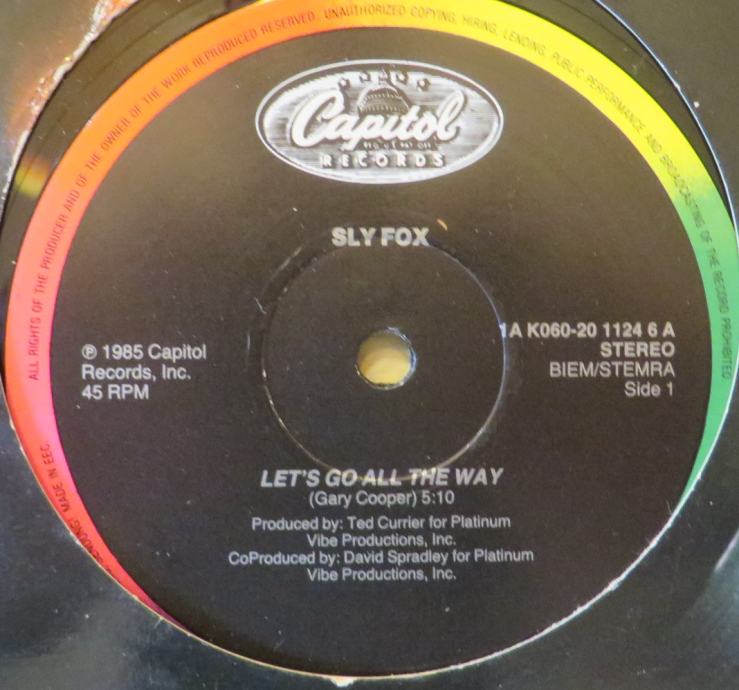 ALL RIGHTS OF THE PRODUCER AND OF THE OWNER OF THE WORK REPRODUCED RESERVED. UNAUTHORIZED COPYING, HIRING, LENDING, PUBLIC PERFORMANCE AND BROADCASTING OF THE RECORD PROHIBITED
Capitol
RECORDS
SLY FOX
℗ 1985 Capitol
Records, Inc.
45 RPM
1A K060-20 1124 6 A
STEREO
BIEM/STEMRA
Side 1
LET'S GO ALL THE WAY
(Gary Cooper) 5:10
Produced by: Ted Currier for Platinum
Vibe Productions, Inc.
CoProduced by: David Spradley for Platinum
Vibe Productions, Inc.
MADE IN EEC